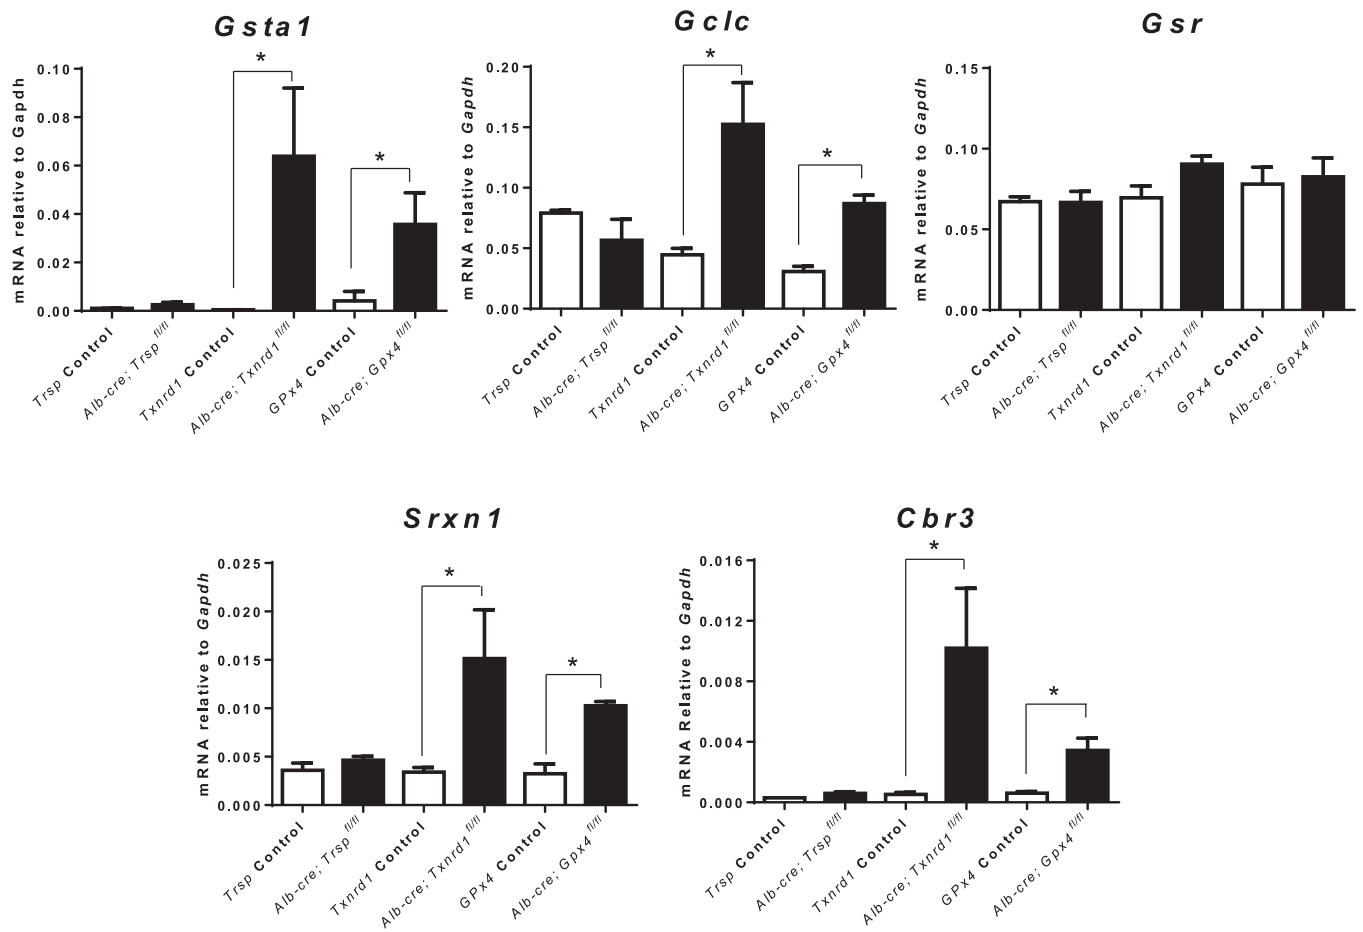 Gsta1
mRNA relative to Gapdh
0.10
0.08
0.06
0.04
0.02
0.00
*
*
Trsp Control
Alb-cre; Trsp fl/fl
Txnrd1 Control
Alb-cre; Txnrd1 fl/fl
GPx4 Control
Alb-cre; Gpx4 fl/fl
Gclc
mRNA relative to Gapdh
0.20
0.15
0.10
0.05
0.00
*
*
Trsp Control
Alb-cre; Trsp fl/fl
Txnrd1 Control
Alb-cre; Txnrd1 fl/fl
GPx4 Control
Alb-cre; Gpx4 fl/fl
Gsr
mRNA relative to Gapdh
0.15
0.10
0.05
0.00
Trsp Control
Alb-cre; Trsp fl/fl
Txnrd1 Control
Alb-cre; Txnrd1 fl/fl
GPx4 Control
Alb-cre; Gpx4 fl/fl
Srxn1
mRNA relative to Gapdh
0.025
0.020
0.015
0.010
0.005
0.000
*
*
Trsp Control
Alb-cre; Trsp fl/fl
Txnrd1 Control
Alb-cre; Txnrd1 fl/fl
GPx4 Control
Alb-cre; Gpx4 fl/fl
Cbr3
mRNA Relative to Gapdh
0.016
0.012
0.008
0.004
0.000
*
*
Trsp Control
Alb-cre; Trsp fl/fl
Txnrd1 Control
Alb-cre; Txnrd1 fl/fl
GPx4 Control
Alb-cre; Gpx4 fl/fl